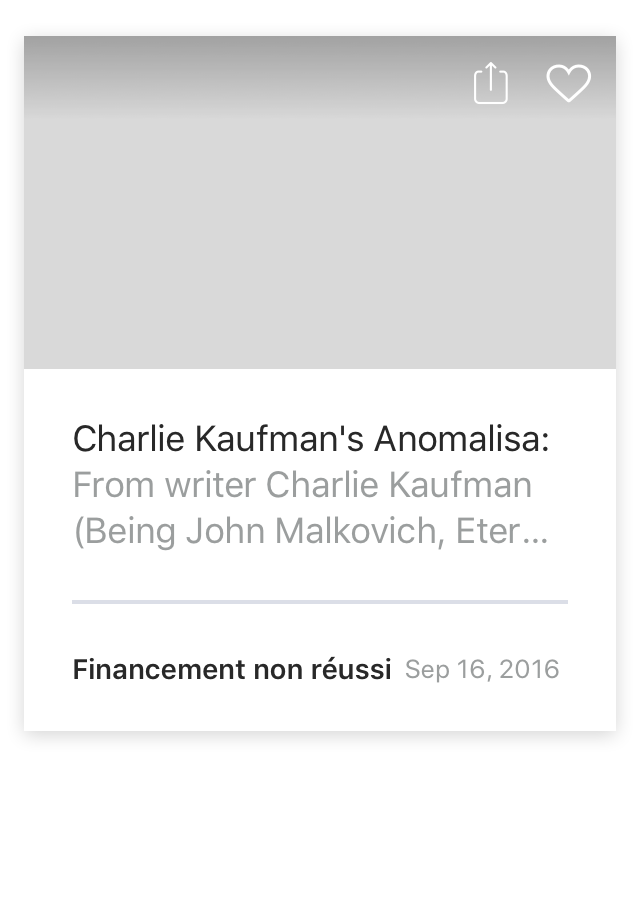 Charlie Kaufman's Anomalisa:
From writer Charlie Kaufman
(Being John Malkovich, Eter...
Financement non réussi Sep 16, 2016